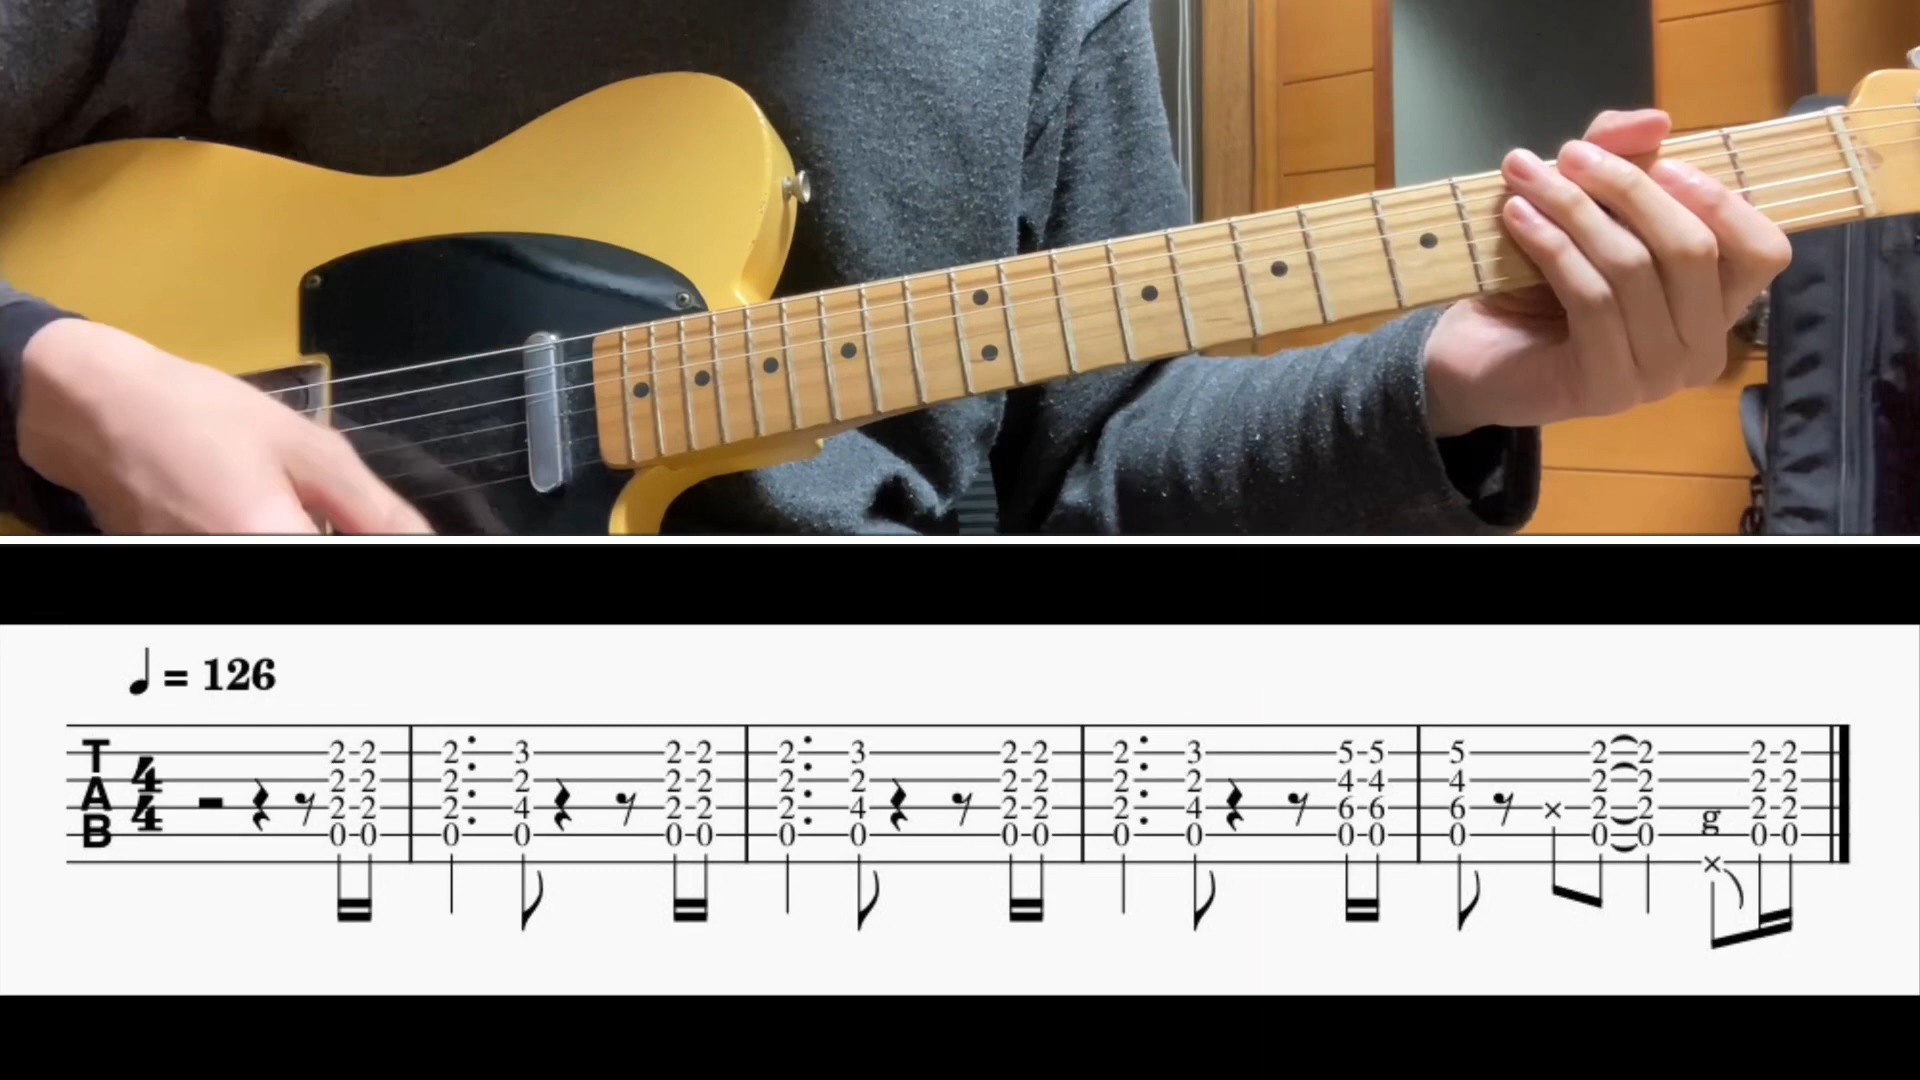 ♩ = 126
T 4 2-2 2 3 2-2 2 3 2-2 2 3 5-5 5 2 2 2-2
A 4 2-2 2 2 2-2 2 2 2-2 2 2 4-4 4 2 2 2-2
B 2-2 2 4 2-2 2 4 2-2 2 4 6-6 6 × 2 2 g 2-2
0-0 0 0 0-0 0 0 0-0 0 0 0-0 0 0 0 0-0
×